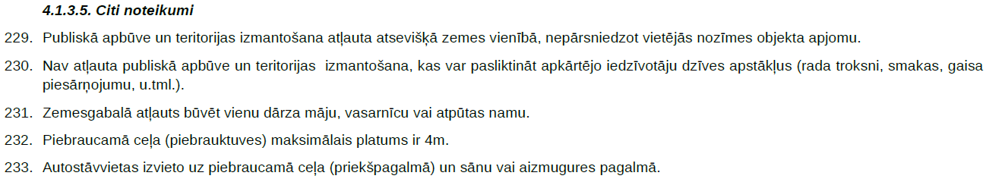 4.1.3.5. Citi noteikumi
229. Publiskā apbūve un teritorijas izmantošana atļauta atsevišķā zemes vienībā, nepārsniedzot vietējās nozīmes objekta apjomu.
230. Nav atļauta publiskā apbūve un teritorijas izmantošana, kas var pasliktināt apkārtējo iedzīvotāju dzīves apstākļus (rada troksni, smakas, gaisa
piesārņojumu, u.tml.).
231. Zemesgabalā atļauts būvēt vienu dārza māju, vasarnīcu vai atpūtas namu.
232. Piebraucamā ceļa (piebrauktuves) maksimālais platums ir 4m.
233. Autostāvvietas izvieto uz piebraucamā ceļa (priekšpagalmā) un sānu vai aizmugures pagalmā.